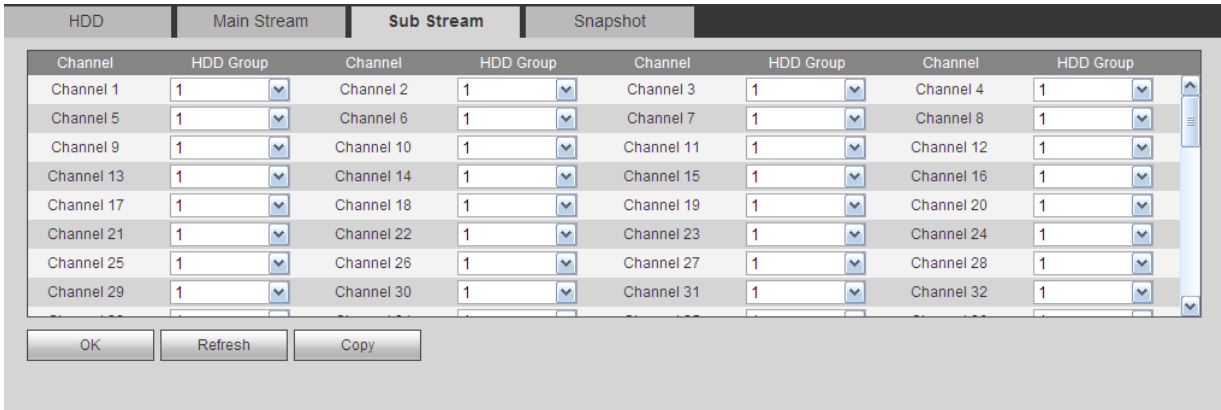 HDD Main Stream Sub Stream Snapshot
Channel HDD Group Channel HDD Group Channel HDD Group Channel HDD Group
Channel 1 1 Channel 2 1 Channel 3 1 Channel 4 1
Channel 5 1 Channel 6 1 Channel 7 1 Channel 8 1
Channel 9 1 Channel 10 1 Channel 11 1 Channel 12 1
Channel 13 1 Channel 14 1 Channel 15 1 Channel 16 1
Channel 17 1 Channel 18 1 Channel 19 1 Channel 20 1
Channel 21 1 Channel 22 1 Channel 23 1 Channel 24 1
Channel 25 1 Channel 26 1 Channel 27 1 Channel 28 1
Channel 29 1 Channel 30 1 Channel 31 1 Channel 32 1
OK Refresh Copy